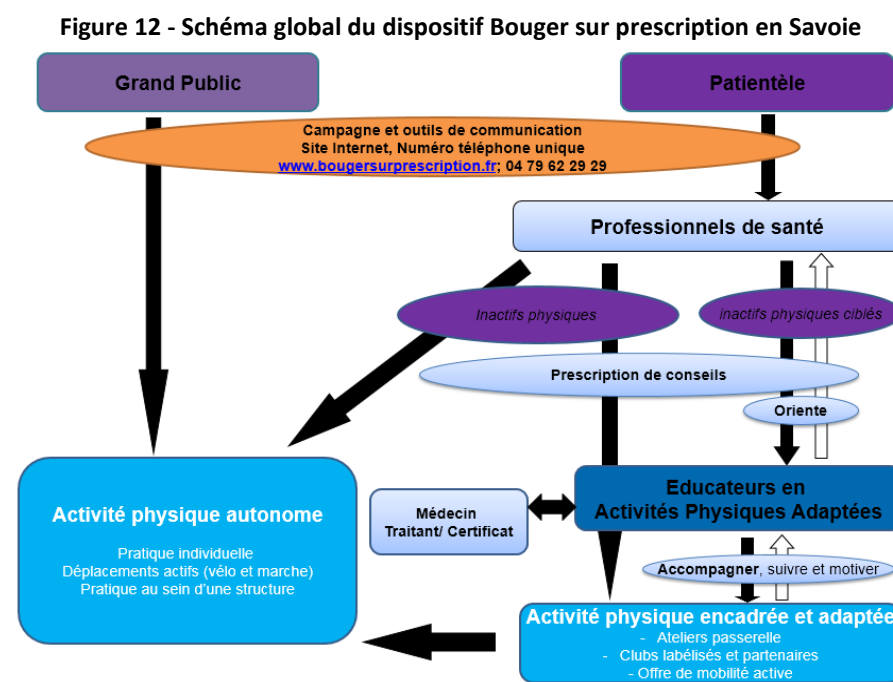 Figure 12 - Schéma global du dispositif Bouger sur prescription en Savoie
Grand Public
Patientèle
Campagne et outils de communication
Site Internet, Numéro téléphone unique
www.bougersurprescription.fr; 04 79 62 29 29
Professionnels de santé
Inactifs physiques
inactifs physiques ciblés
Prescription de conseils
Oriente
Activité physique autonome
Pratique individuelle
Déplacements actifs (vélo et marche)
Pratique au sein d'une structure
Médecin
Traitant/ Certificat
Educateurs en
Activités Physiques Adaptées
Accompagner, suivre et motiver
Activité physique encadrée et adaptée
- Ateliers passerelle
- Clubs labélisés et partenaires
- Offre de mobilité active